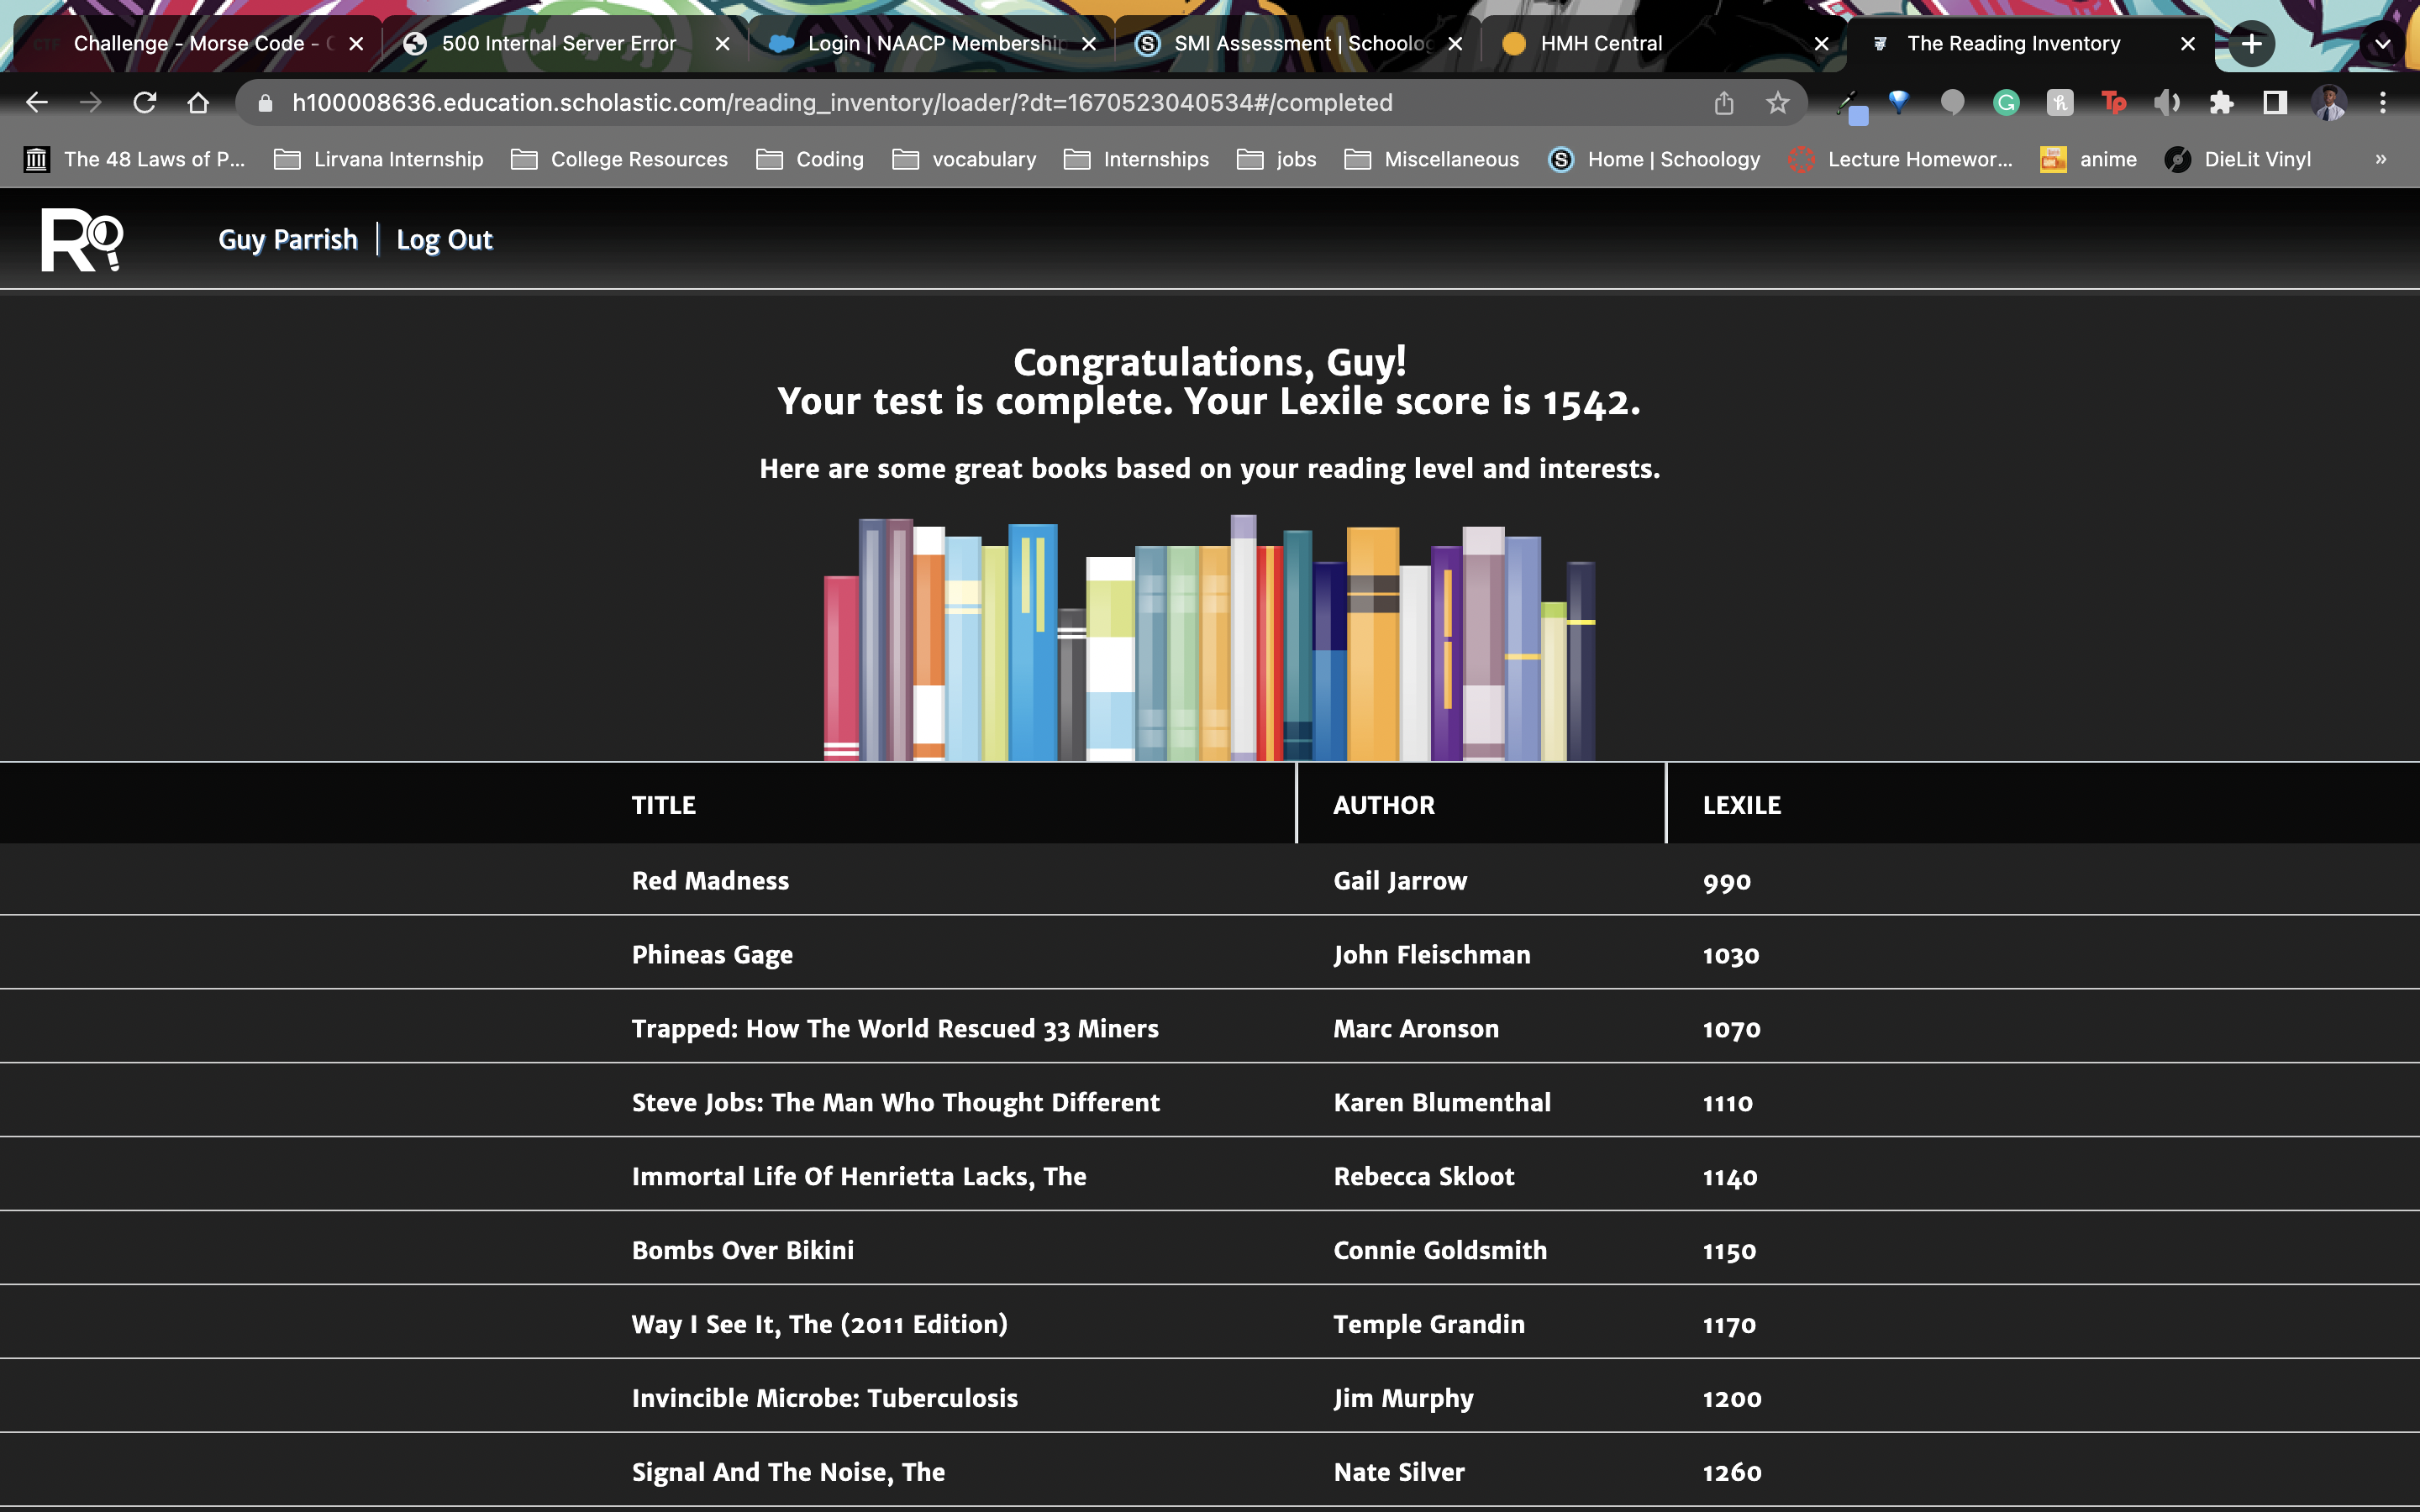 Challenge - Morse Code -
500 Internal Server Error
Login | NAACP Membership
SMI Assessment | Schoolog
HMH Central
The Reading Inventory
h100008636.education.scholastic.com/reading_inventory/loader/?dt=1670523040534#/completed
The 48 Laws of P...
Lirvana Internship
College Resources
Coding
vocabulary
Internships
jobs
Miscellaneous
Home | Schoology
Lecture Homewor...
anime
DieLit Vinyl
Guy Parrish | Log Out
Congratulations, Guy!
Your test is complete. Your Lexile score is 1542.
Here are some great books based on your reading level and interests.
TITLE AUTHOR LEXILE
Red Madness Gail Jarrow 990
Phineas Gage John Fleischman 1030
Trapped: How The World Rescued 33 Miners Marc Aronson 1070
Steve Jobs: The Man Who Thought Different Karen Blumenthal 1110
Immortal Life Of Henrietta Lacks, The Rebecca Skloot 1140
Bombs Over Bikini Connie Goldsmith 1150
Way I See It, The (2011 Edition) Temple Grandin 1170
Invincible Microbe: Tuberculosis Jim Murphy 1200
Signal And The Noise, The Nate Silver 1260